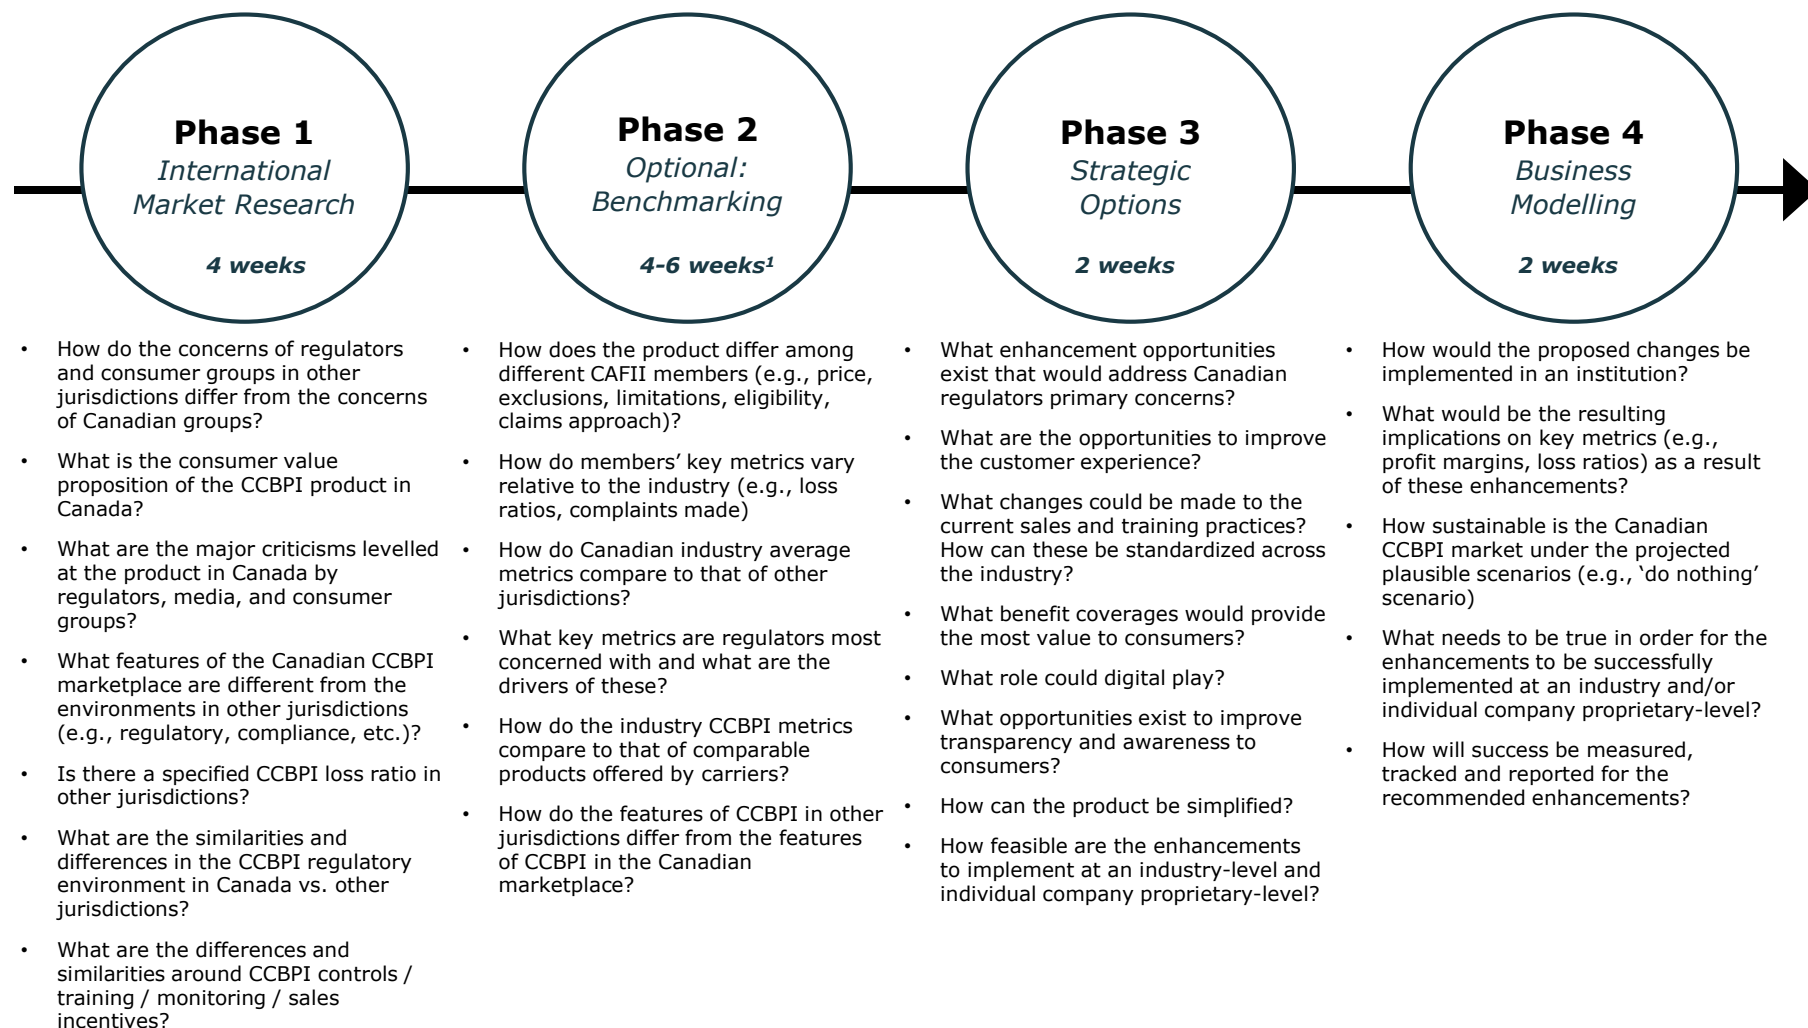 Phase 1
International
Market Research
4 weeks
Phase 2
Optional:
Benchmarking
4-6 weeks¹
Phase 3
Strategic
Options
2 weeks
Phase 4
Business
Modelling
2 weeks
• How do the concerns of regulators
and consumer groups in other
jurisdictions differ from the concerns
of Canadian groups?
• What is the consumer value
proposition of the CCBPI product in
Canada?
• What are the major criticisms levelled
at the product in Canada by
regulators, media, and consumer
groups?
• What features of the Canadian CCBPI
marketplace are different from the
environments in other jurisdictions
(e.g., regulatory, compliance, etc.)?
• Is there a specified CCBPI loss ratio in
other jurisdictions?
• What are the similarities and
differences in the CCBPI regulatory
environment in Canada vs. other
jurisdictions?
• What are the differences and
similarities around CCBPI controls /
training / monitoring / sales
incentives?
• How does the product differ among
different CAFII members (e.g., price,
exclusions, limitations, eligibility,
claims approach)?
• How do members’ key metrics vary
relative to the industry (e.g., loss
ratios, complaints made)
• How do Canadian industry average
metrics compare to that of other
jurisdictions?
• What key metrics are regulators most
concerned with and what are the
drivers of these?
• How do the industry CCBPI metrics
compare to that of comparable
products offered by carriers?
• How do the features of CCBPI in other
jurisdictions differ from the features
of CCBPI in the Canadian
marketplace?
• What enhancement opportunities
exist that would address Canadian
regulators primary concerns?
• What are the opportunities to improve
the customer experience?
• What changes could be made to the
current sales and training practices?
How can these be standardized across
the industry?
• What benefit coverages would provide
the most value to consumers?
• What role could digital play?
• What opportunities exist to improve
transparency and awareness to
consumers?
• How can the product be simplified?
• How feasible are the enhancements
to implement at an industry-level and
individual company proprietary-level?
• How would the proposed changes be
implemented in an institution?
• What would be the resulting
implications on key metrics (e.g.,
profit margins, loss ratios) as a result
of these enhancements?
• How sustainable is the Canadian
CCBPI market under the projected
plausible scenarios (e.g., ‘do nothing’
scenario)
• What needs to be true in order for the
enhancements to be successfully
implemented at an industry and/or
individual company proprietary-level?
• How will success be measured,
tracked and reported for the
recommended enhancements?